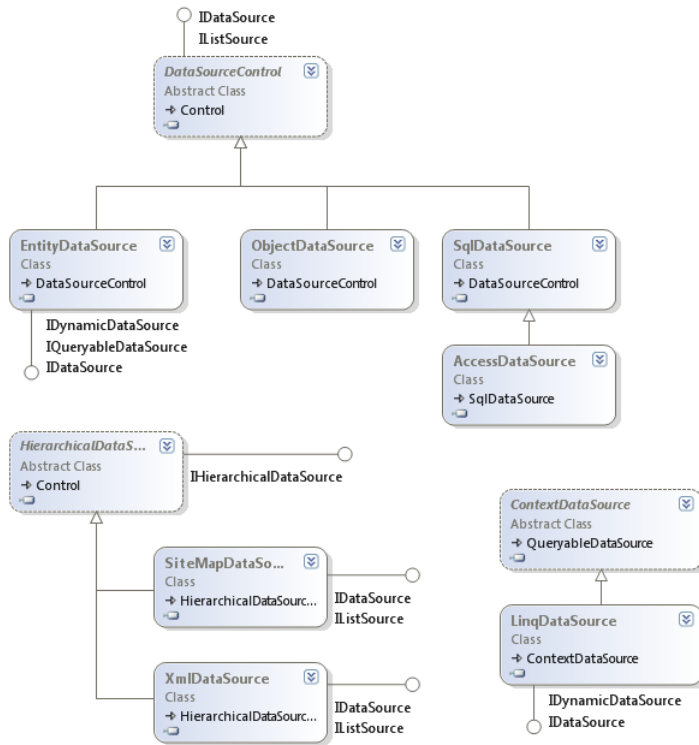 IDataSource
IListSource
DataSourceControl
Abstract Class
Control
EntityDataSource
Class
DataSourceControl
IDynamicDataSource
IQueryableDataSource
IDataSource
ObjectDataSource
Class
DataSourceControl
SqlDataSource
Class
DataSourceControl
AccessDataSource
Class
SqlDataSource
HierarchicalDataS...
Abstract Class
Control
IHierarchicalDataSource
SiteMapDataSo...
Class
HierarchicalDataSourc...
IDataSource
IListSource
XmlDataSource
Class
HierarchicalDataSourc...
IDataSource
IListSource
ContextDataSource
Abstract Class
QueryableDataSource
LinqDataSource
Class
ContextDataSource
IDynamicDataSource
IDataSource